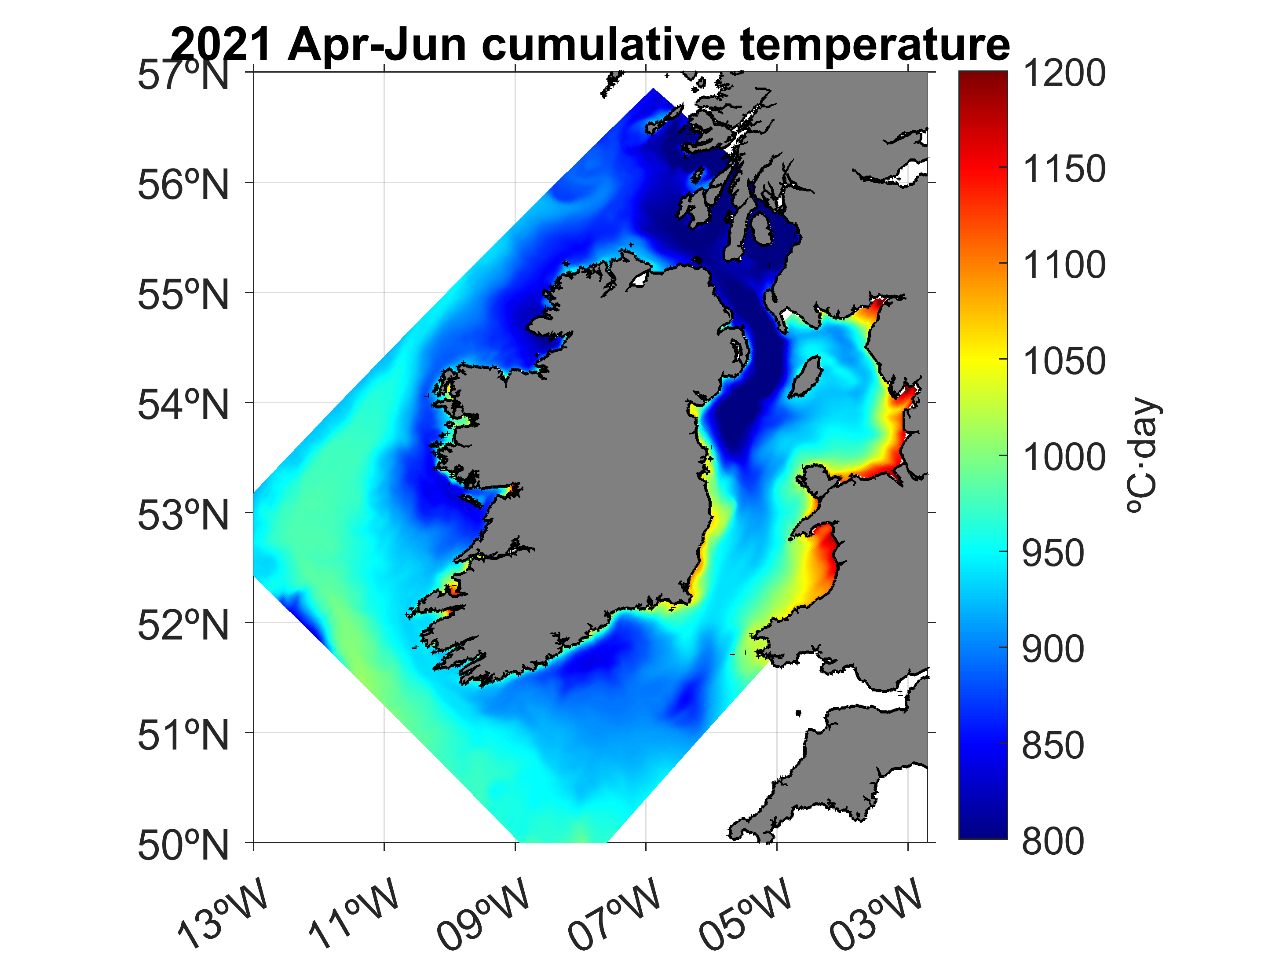 2021 Apr-Jun cumulative temperature
57ºN
56ºN
55ºN
54ºN
53ºN
52ºN
51ºN
50ºN
13ºW
11ºW
09ºW
07ºW
05ºW
03ºW
1200
1150
1100
1050
1000
950
900
850
800
ºC·day